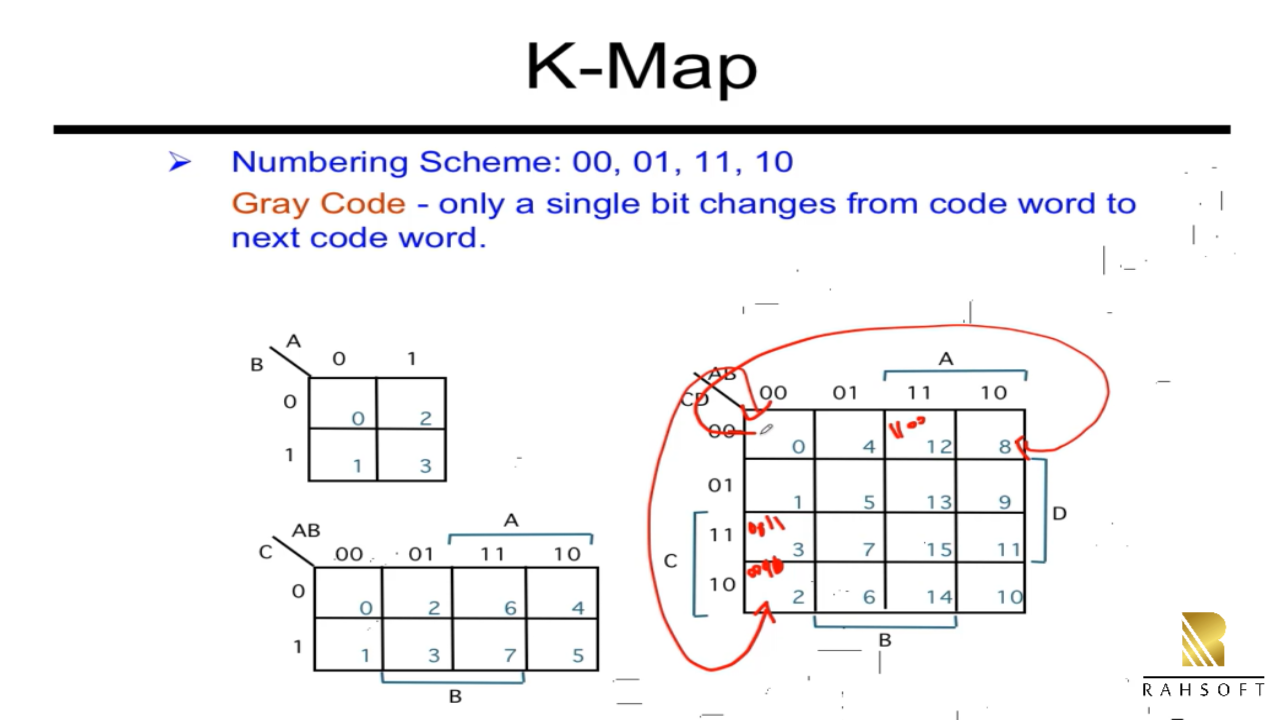 K-Map
Numbering Scheme: 00, 01, 11, 10
Gray Code - only a single bit changes from code word to
next code word.
A
B
0 1
0
0 2
1
1 3
AB
C
A
00 01 11 10
0
0 2 6 4
1
1 3 7 5
B
A
AB
CD
00 01 11 10
00
1100
0 4 12 8
01
1 5 13 9
D
11
0011
3 7 15 11
C
10
2 6 14 10
B
RAHSOFT